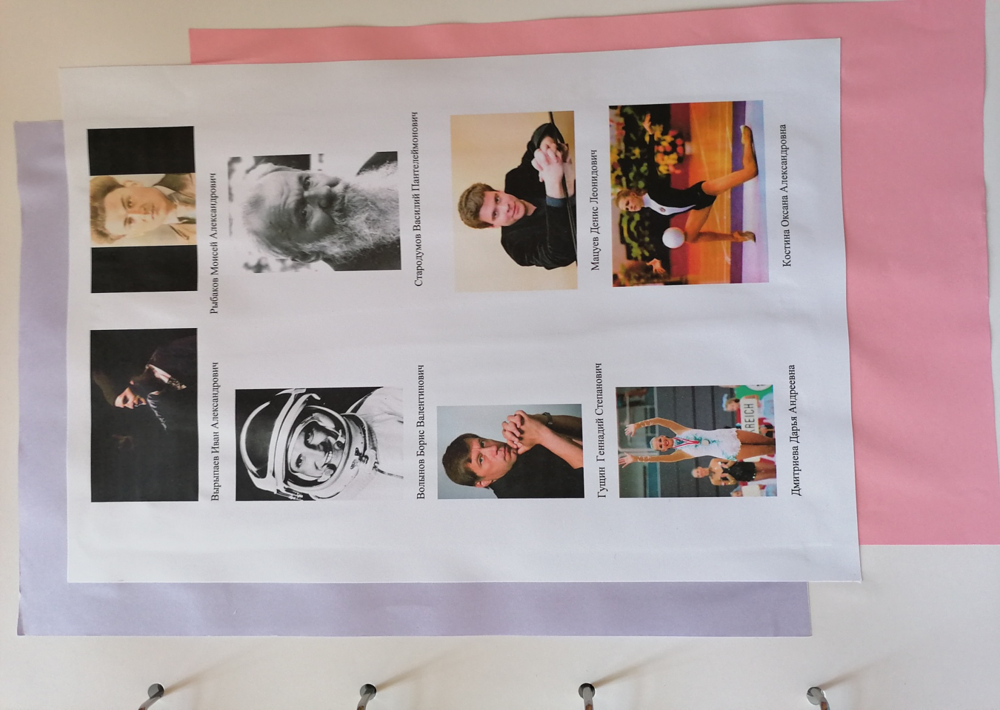 Вырыпаев Иван Александрович
Рыбаков Моисей Александрович
Волынов Борис Валентинович
Стародумов Василий Пантелеймонович
Гущин Геннадий Степанович
Мацуев Денис Леонидович
RREICH
Дмитриева Дарья Андреевна
Костина Оксана Александровна